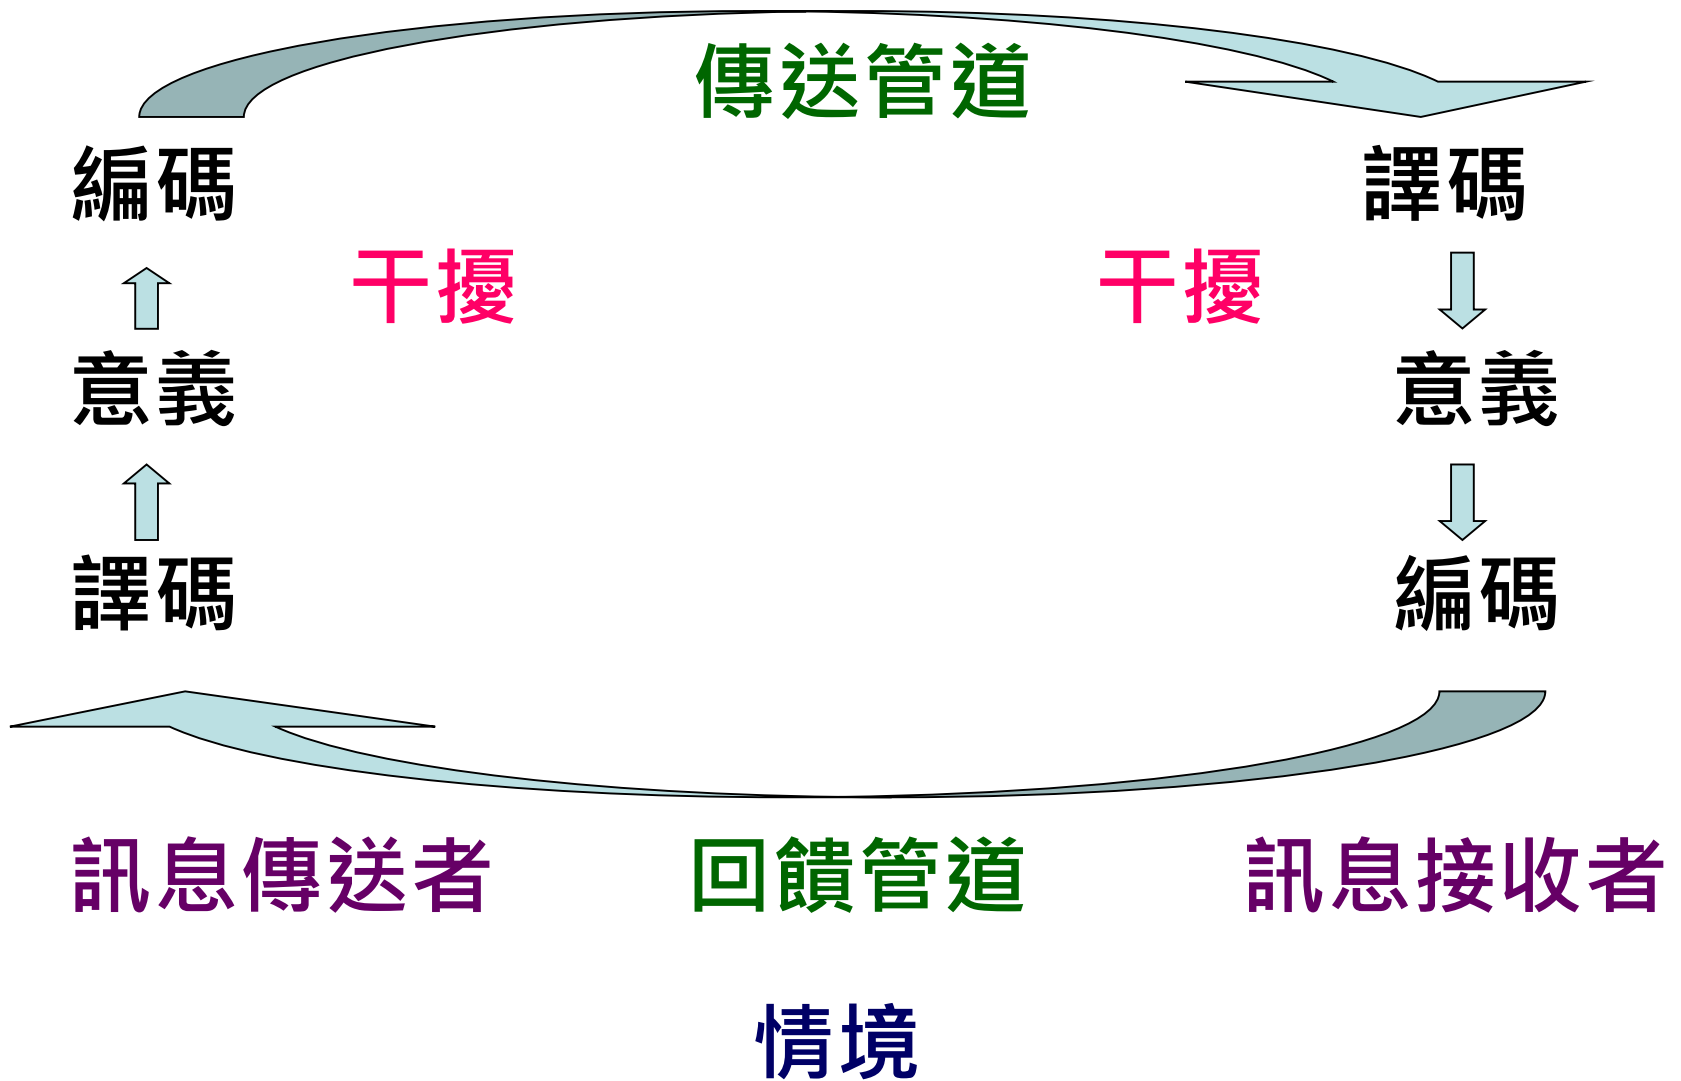 傳送管道
編碼
譯碼
干擾
干擾
意義
意義
譯碼
編碼
訊息傳送者
回饋管道
訊息接收者
情境